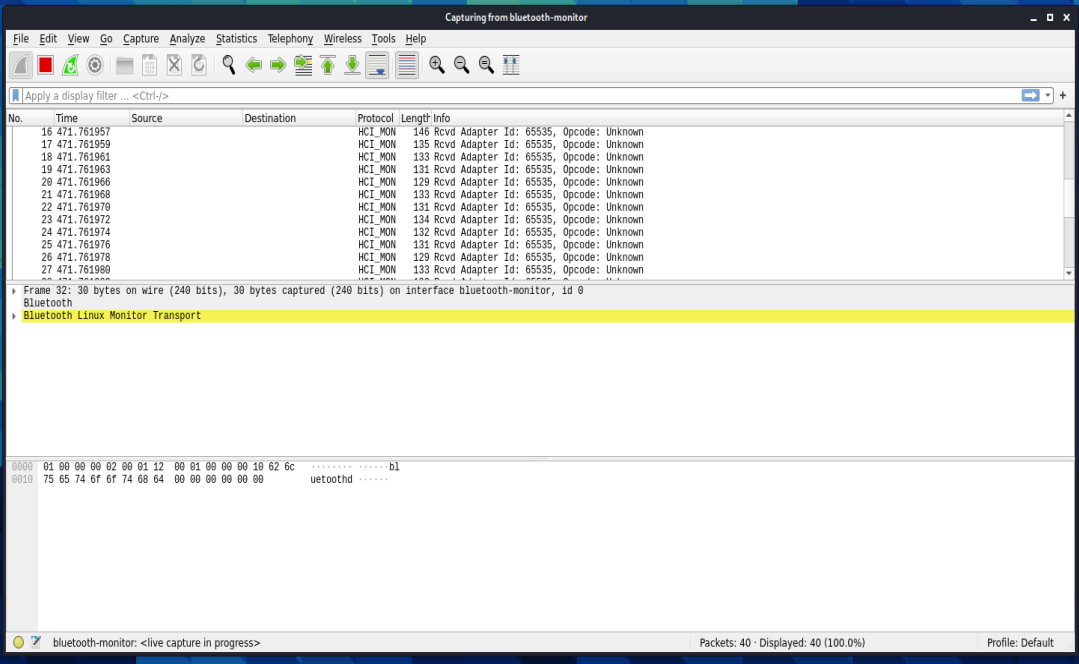 Capturing from bluetooth-monitor
File Edit View Go Capture Analyze Statistics Telephony Wireless Tools Help
Apply a display filter ... <Ctrl-/>
No. Time Source Destination Protocol Length Info
16 471.761957 HCI_MON 146 Rcvd Adapter Id: 65535, Opcode: Unknown
17 471.761959 HCI_MON 135 Rcvd Adapter Id: 65535, Opcode: Unknown
18 471.761961 HCI_MON 133 Rcvd Adapter Id: 65535, Opcode: Unknown
19 471.761963 HCI_MON 131 Rcvd Adapter Id: 65535, Opcode: Unknown
20 471.761966 HCI_MON 129 Rcvd Adapter Id: 65535, Opcode: Unknown
21 471.761968 HCI_MON 133 Rcvd Adapter Id: 65535, Opcode: Unknown
22 471.761970 HCI_MON 131 Rcvd Adapter Id: 65535, Opcode: Unknown
23 471.761972 HCI_MON 134 Rcvd Adapter Id: 65535, Opcode: Unknown
24 471.761974 HCI_MON 132 Rcvd Adapter Id: 65535, Opcode: Unknown
25 471.761976 HCI_MON 131 Rcvd Adapter Id: 65535, Opcode: Unknown
26 471.761978 HCI_MON 129 Rcvd Adapter Id: 65535, Opcode: Unknown
27 471.761980 HCI_MON 133 Rcvd Adapter Id: 65535, Opcode: Unknown
Frame 32: 30 bytes on wire (240 bits), 30 bytes captured (240 bits) on interface bluetooth-monitor, id 0
Bluetooth
Bluetooth Linux Monitor Transport
0000 01 00 00 00 02 00 01 12 00 01 00 00 00 10 62 6c ········ ······bl
0010 75 65 74 6f 6f 74 68 64 00 00 00 00 00 00 uetoothd ······
bluetooth-monitor: <live capture in progress> Packets: 40 · Displayed: 40 (100.0%) Profile: Default